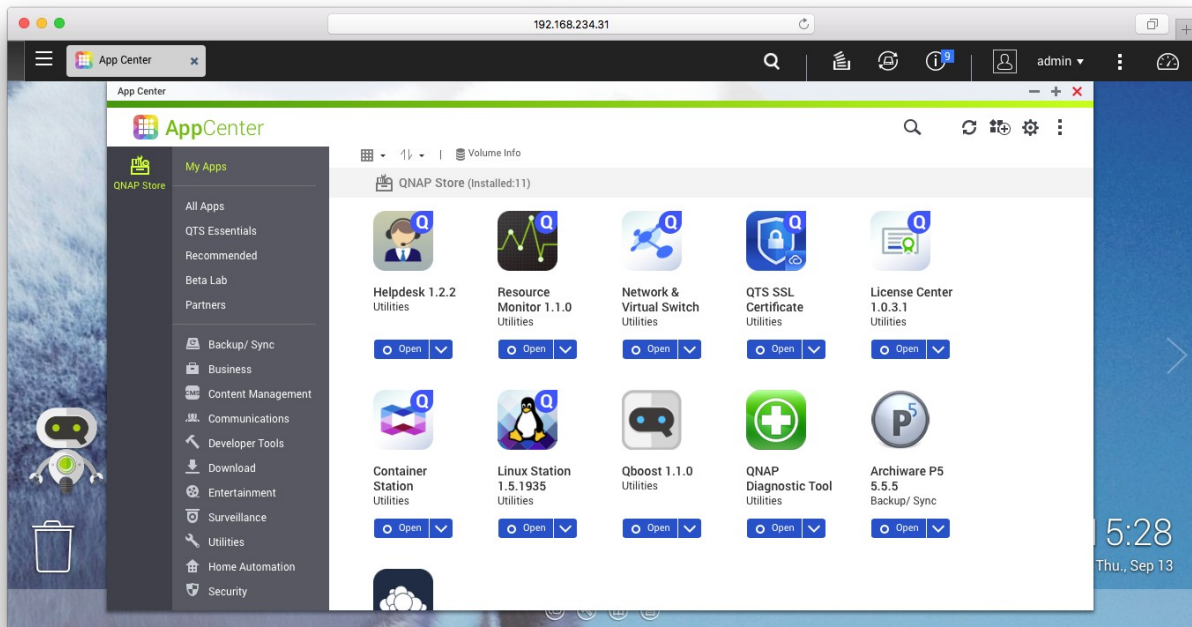 192.168.234.31
App Center
9
admin
App Center
AppCenter
QNAP Store
My Apps
All Apps
QTS Essentials
Recommended
Beta Lab
Partners
Backup/ Sync
Business
CMS
Content Management
Communications
Developer Tools
Download
Entertainment
Surveillance
Utilities
Home Automation
Security
Volume Info
QNAP Store (Installed:11)
Q
Q
Q
Q
Q
Helpdesk 1.2.2
Utilities
Resource
Monitor 1.1.0
Utilities
Network &
Virtual Switch
Utilities
QTS SSL
Certificate
Utilities
License Center
1.0.3.1
Utilities
Open
Open
Open
Open
Open
Q
Q
P5
Container
Station
Utilities
Linux Station
1.5.1935
Utilities
Qboost 1.1.0
Utilities
QNAP
Diagnostic Tool
Utilities
Archiware P5
5.5.5
Backup/ Sync
Open
Open
Open
Open
Open
5:28
Thu., Sep 13